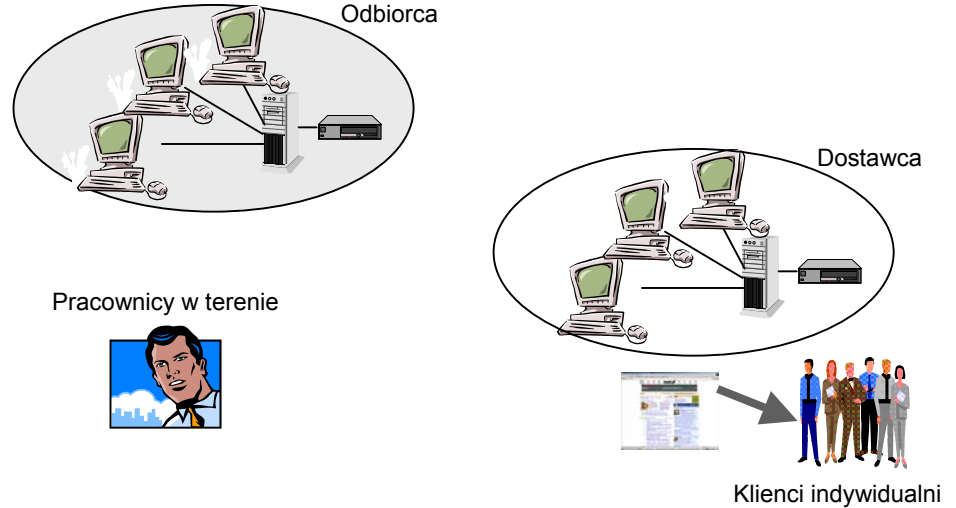 Odbiorca
Dostawca
Pracownicy w terenie
Klienci indywidualni